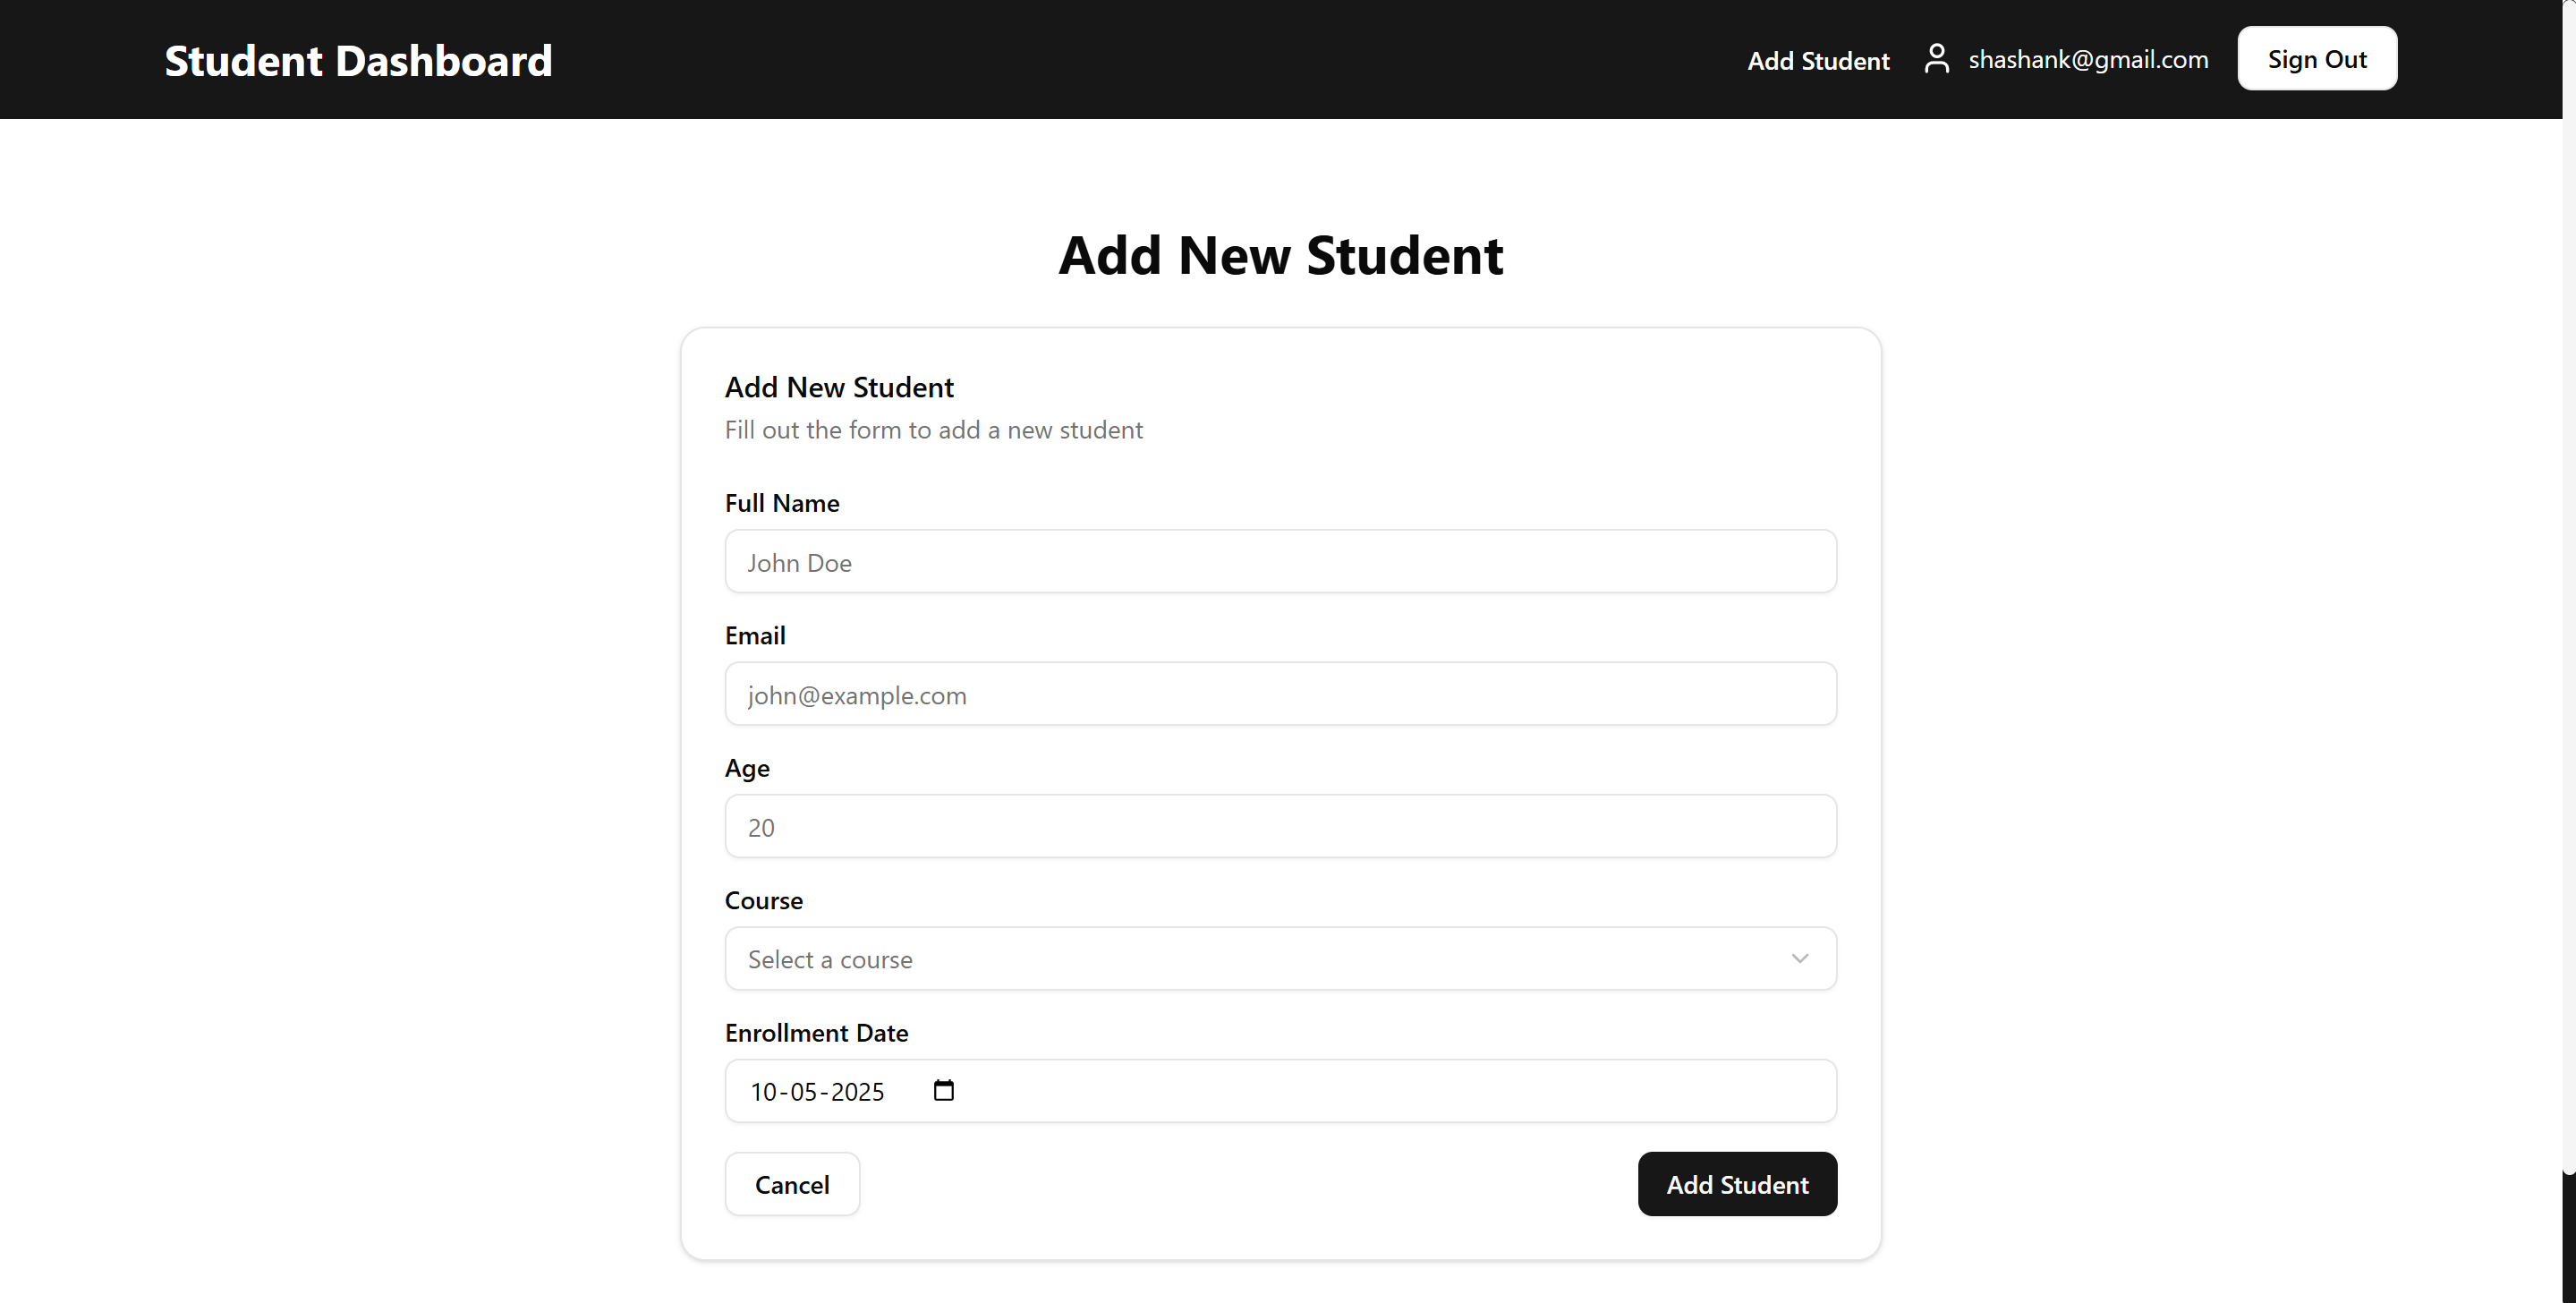 Student Dashboard
Add Student
shashank@gmail.com
Sign Out
Add New Student
Add New Student
Fill out the form to add a new student
Full Name
John Doe
Email
john@example.com
Age
20
Course
Select a course
Enrollment Date
10-05-2025
Cancel
Add Student